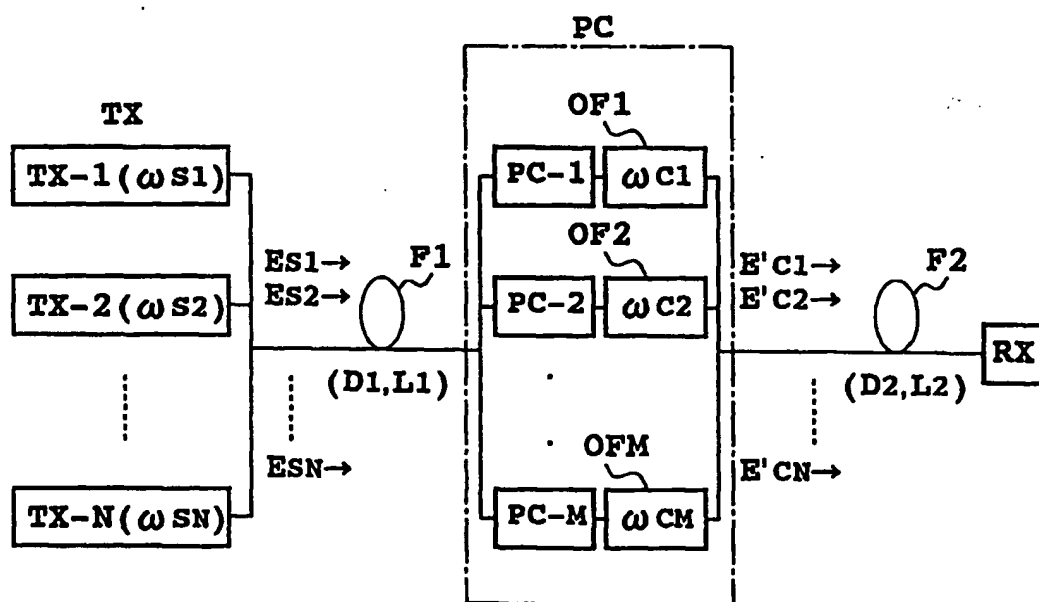 PC
TX
OF1
TX-1(ωS1)
PC-1
ωC1
OF2
ES1→
F1
E'C1→
F2
TX-2(ωS2)
ES2→
PC-2
ωC2
E'C2→
RX
(D1,L1)
(D2,L2)
OFM
ESN→
E'CN→
TX-N(ωSN)
PC-M
ωCM